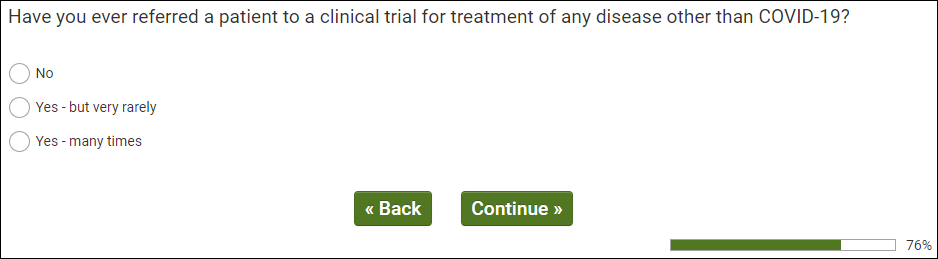 Have you ever referred a patient to a clinical trial for treatment of any disease other than COVID-19?
No
Yes - but very rarely
Yes - many times
« Back
Continue »
76%